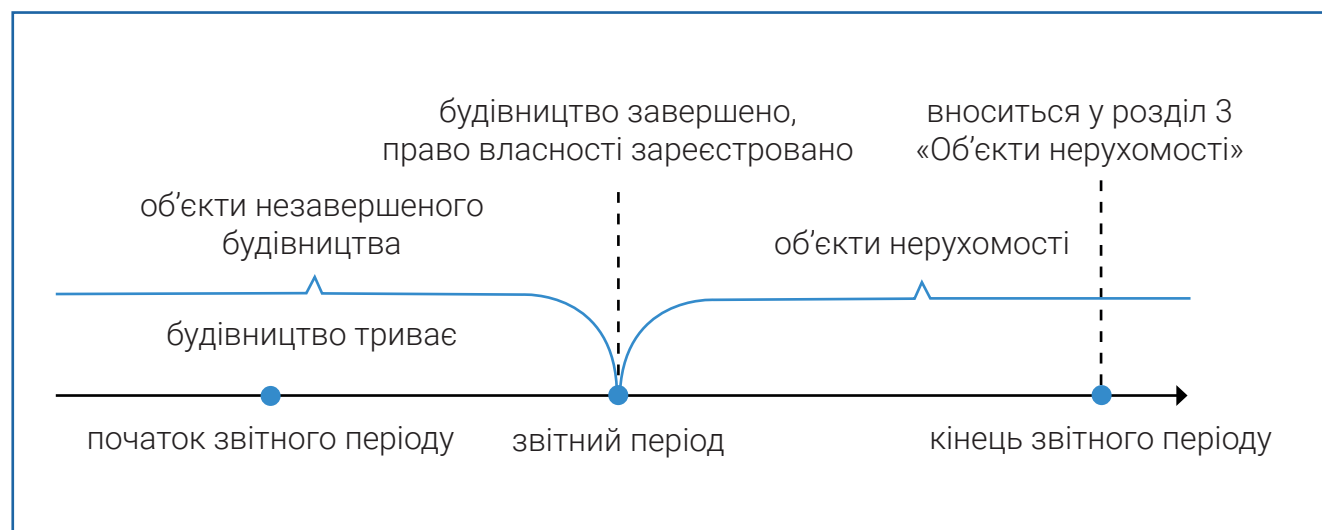 будівництво завершено,
право власності зареєстровано
вноситься у розділ 3
«Об’єкти нерухомості»
об’єкти незавершеного
будівництва
об’єкти нерухомості
будівництво триває
початок звітного періоду
звітний період
кінець звітного періоду